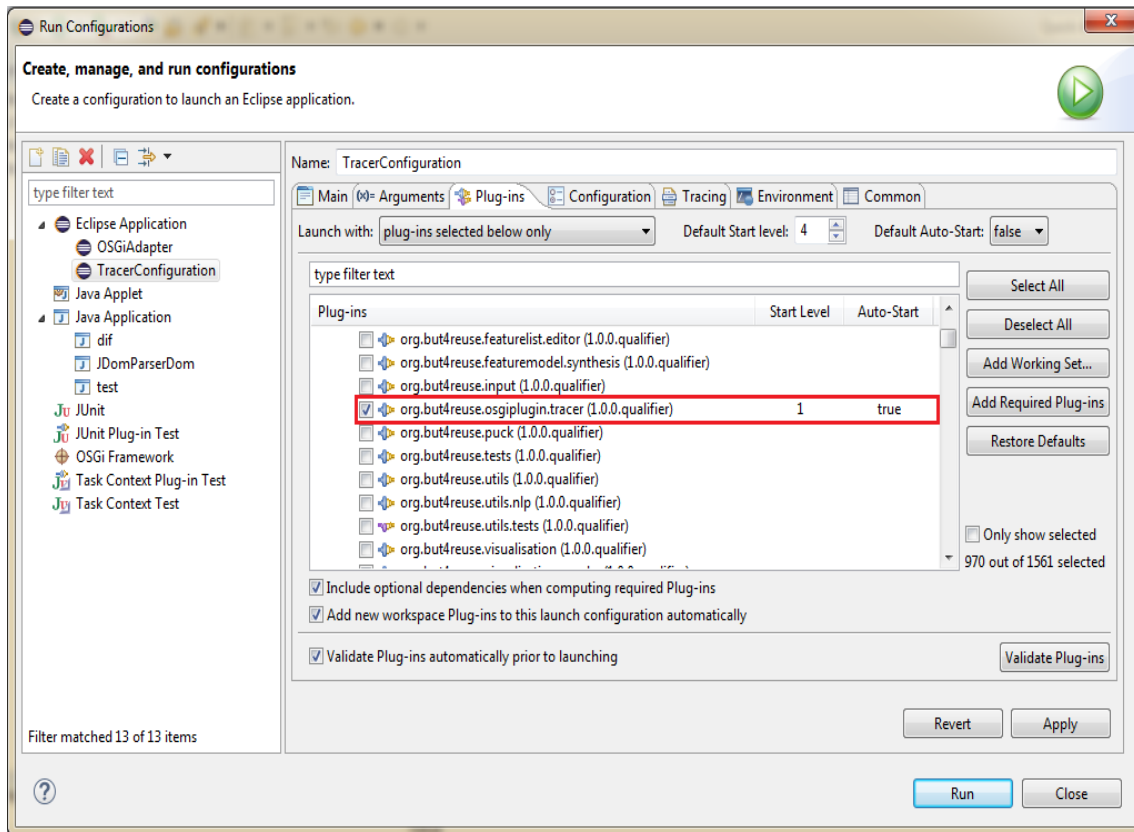 Run Configurations
X
Create, manage, and run configurations
Create a configuration to launch an Eclipse application.
type filter text
Eclipse Application
OSGiAdapter
TracerConfiguration
Java Applet
Java Application
dif
JDomParserDom
test
JUnit
JUnit Plug-in Test
OSGi Framework
Task Context Plug-in Test
Task Context Test
Filter matched 13 of 13 items
Name: TracerConfiguration
Main (x)= Arguments Plug-ins Configuration Tracing Environment Common
Launch with: plug-ins selected below only Default Start level: 4 Default Auto-Start: false
type filter text
Plug-ins Start Level Auto-Start
org.but4reuse.featurelist.editor (1.0.0.qualifier)
org.but4reuse.featuremodel.synthesis (1.0.0.qualifier)
org.but4reuse.input (1.0.0.qualifier)
org.but4reuse.osgiplugin.tracer (1.0.0.qualifier) 1 true
org.but4reuse.puck (1.0.0.qualifier)
org.but4reuse.tests (1.0.0.qualifier)
org.but4reuse.utils (1.0.0.qualifier)
org.but4reuse.utils.nlp (1.0.0.qualifier)
org.but4reuse.utils.tests (1.0.0.qualifier)
org.but4reuse.visualisation (1.0.0.qualifier)
Select All
Deselect All
Add Working Set...
Add Required Plug-ins
Restore Defaults
Only show selected
970 out of 1561 selected
Include optional dependencies when computing required Plug-ins
Add new workspace Plug-ins to this launch configuration automatically
Validate Plug-ins automatically prior to launching
Validate Plug-ins
Revert Apply
? Run Close